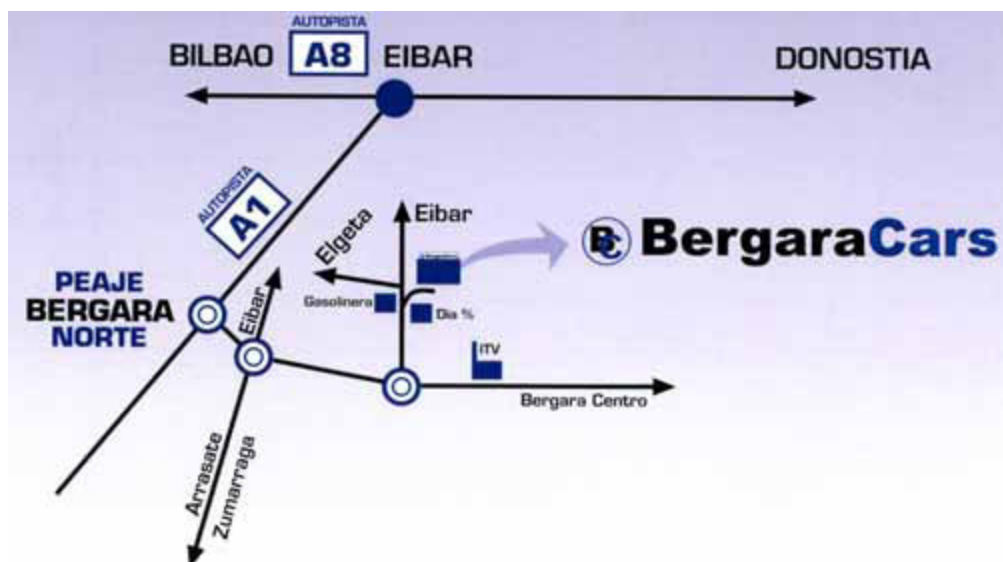 AUTOPISTA
BILBAO A8 EIBAR
DONOSTIA
AUTOPISTA
A1
Elgeta
Eibar
BC BergaraCars
PEAJE
BERGARA
NORTE
Eibar
Gasolinera
Dia %
ITV
Bergara Centro
Arrasate
Zumarraga